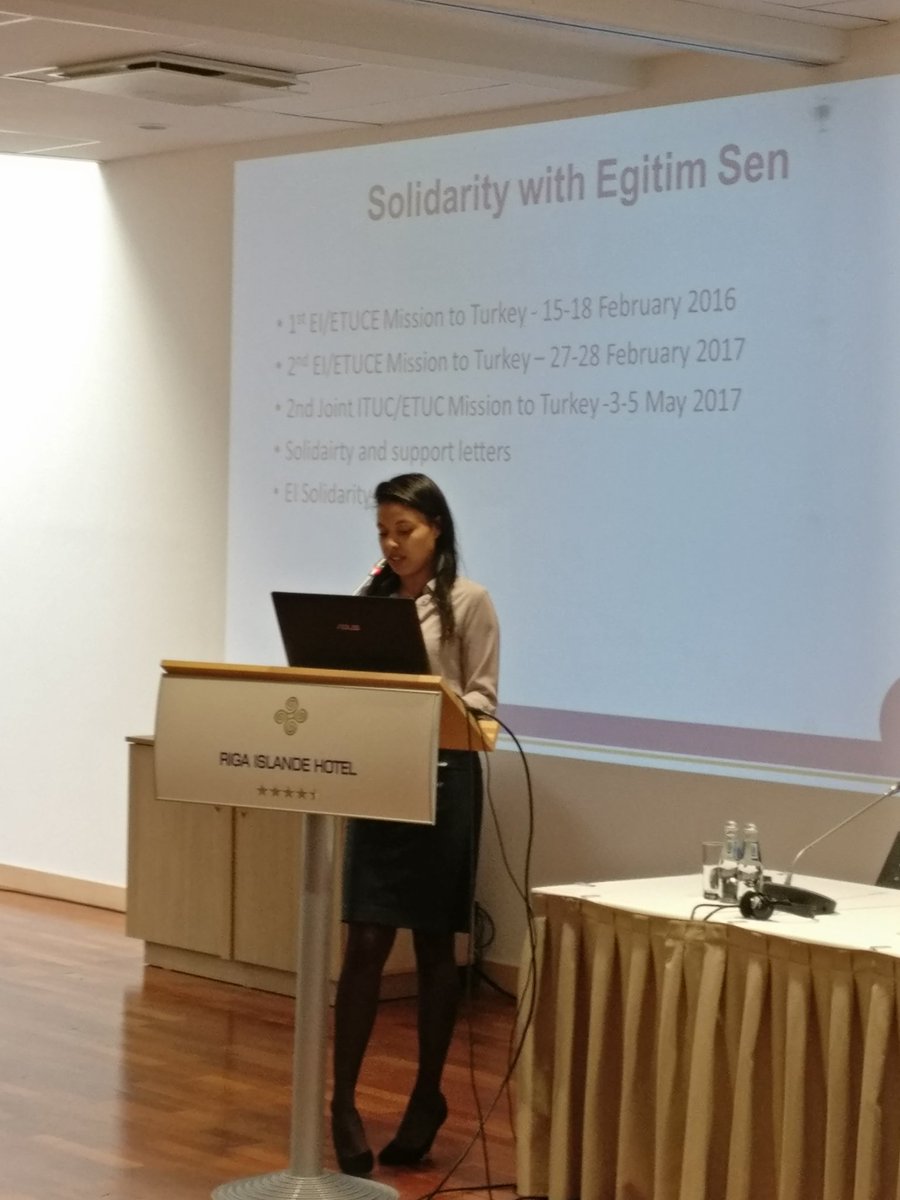 Solidarity with Egitim Sen
• 1st EI/ETUCE Mission to Turkey - 15-18 February 2016
• 2nd EI/ETUCE Mission to Turkey – 27-28 February 2017
• 2nd Joint ITUC/ETUC Mission to Turkey -3-5 May 2017
• Solidairty and support letters
• EI Solidarity
ASUS
RIGA ISLANDE HOTEL